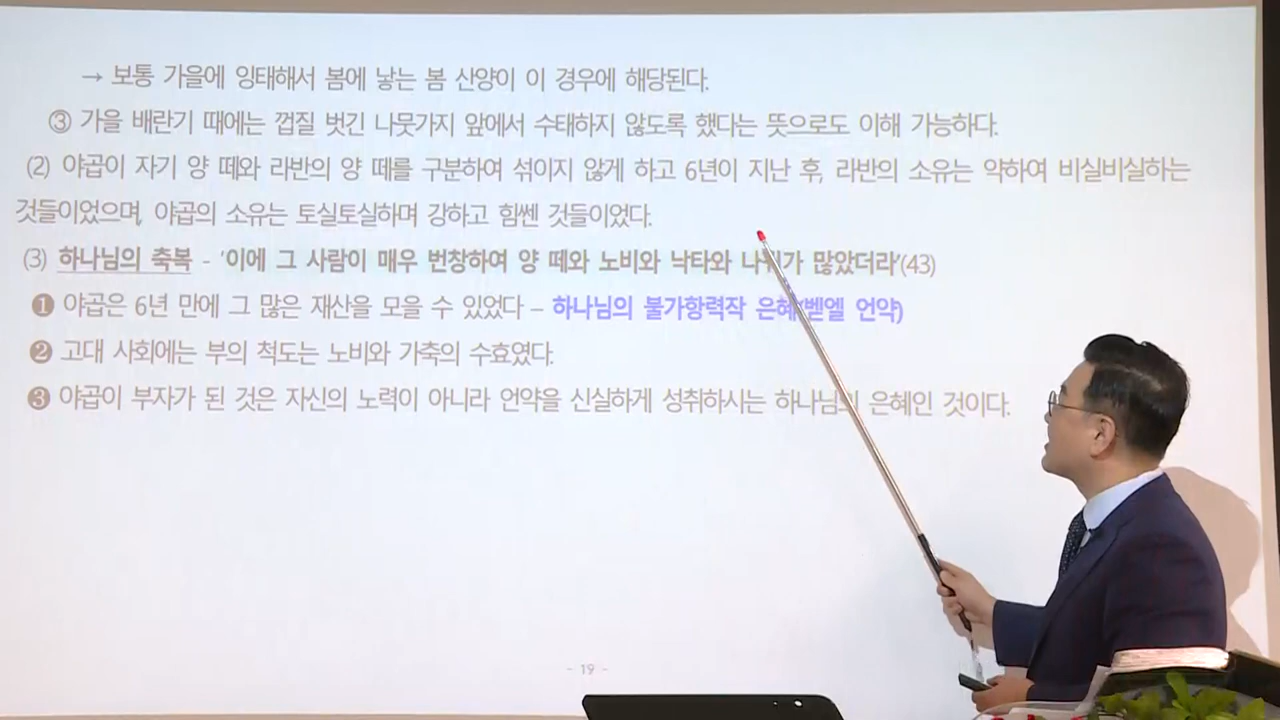 → 보통 가을에 잉태해서 봄에 낳는 봄 산양이 이 경우에 해당된다.
③ 가을 배란기 때에는 껍질 벗긴 나뭇가지 앞에서 수태하지 않도록 했다는 뜻으로도 이해 가능하다.
(2) 야곱이 자기 양 떼와 라반의 양 떼를 구분하여 섞이지 않게 하고 6년이 지난 후, 라반의 소유는 약하여 비실비실하는
것들이었으며, 야곱의 소유는 토실토실하며 강하고 힘쎈 것들이었다.
(3) 하나님의 축복 - '이에 그 사람이 매우 번창하여 양 떼와 노비와 낙타와 나귀가 많았더라'(43)
❶ 야곱은 6년 만에 그 많은 재산을 모을 수 있었다 – 하나님의 불가항력작 은혜(벧엘 언약)
❷ 고대 사회에는 부의 척도는 노비와 가축의 수효였다.
❸ 야곱이 부자가 된 것은 자신의 노력이 아니라 언약을 신실하게 성취하시는 하나님의 은혜인 것이다.
- 19 -